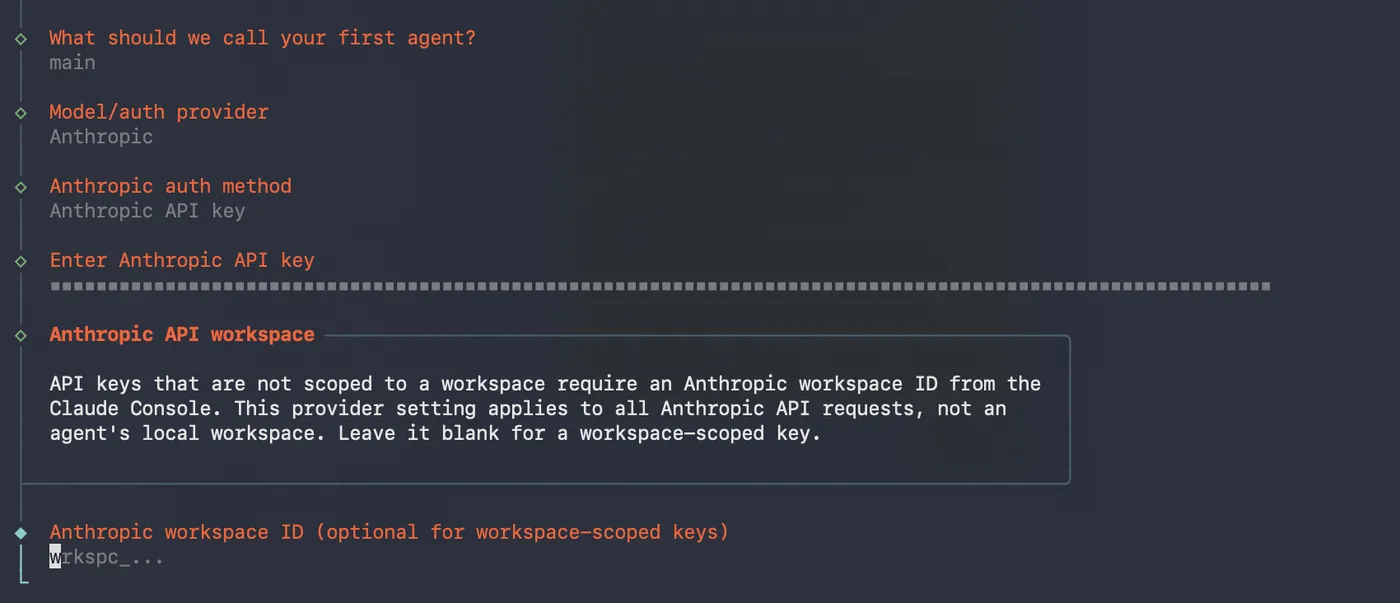 What should we call your first agent?
main
Model/auth provider
Anthropic
Anthropic auth method
Anthropic API key
Enter Anthropic API key
Anthropic API workspace
API keys that are not scoped to a workspace require an Anthropic workspace ID from the
Claude Console. This provider setting applies to all Anthropic API requests, not an
agent's local workspace. Leave it blank for a workspace-scoped key.
Anthropic workspace ID (optional for workspace-scoped keys)
wrkspc_...